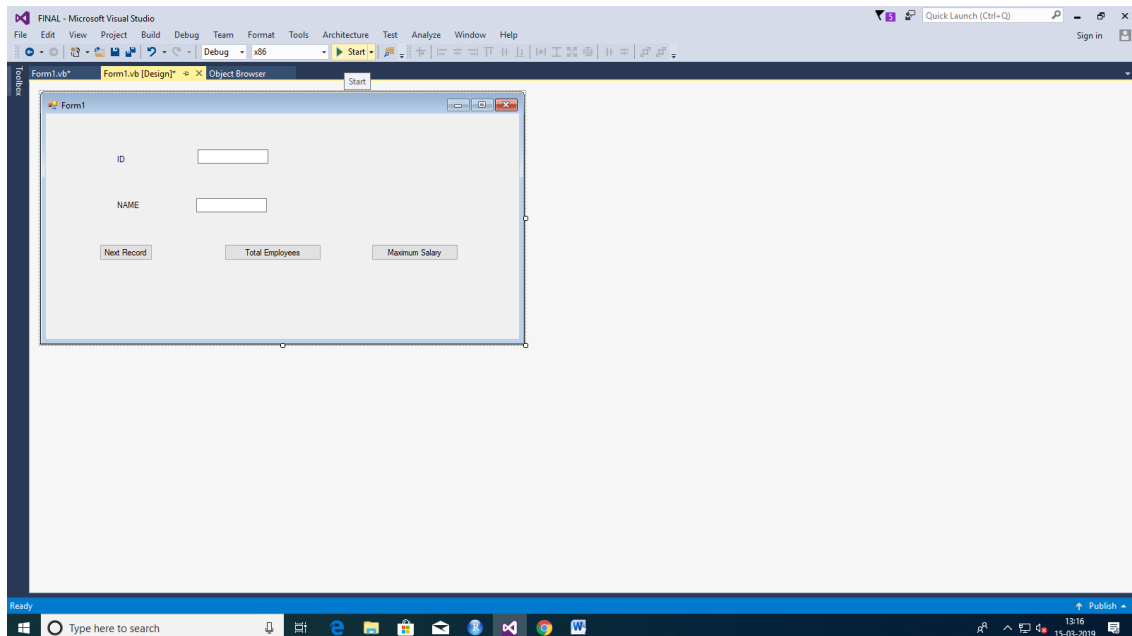 FINAL - Microsoft Visual Studio
5
Quick Launch (Ctrl+Q)
File Edit View Project Build Debug Team Format Tools Architecture Test Analyze Window Help
Sign in
Debug x86 Start
Toolbox
Form1.vb* Form1.vb [Design]* Object Browser
Start
Form1
ID
NAME
Next Record Total Employees Maximum Salary
Ready
Publish
Type here to search
R
W
13:16
15-03-2019